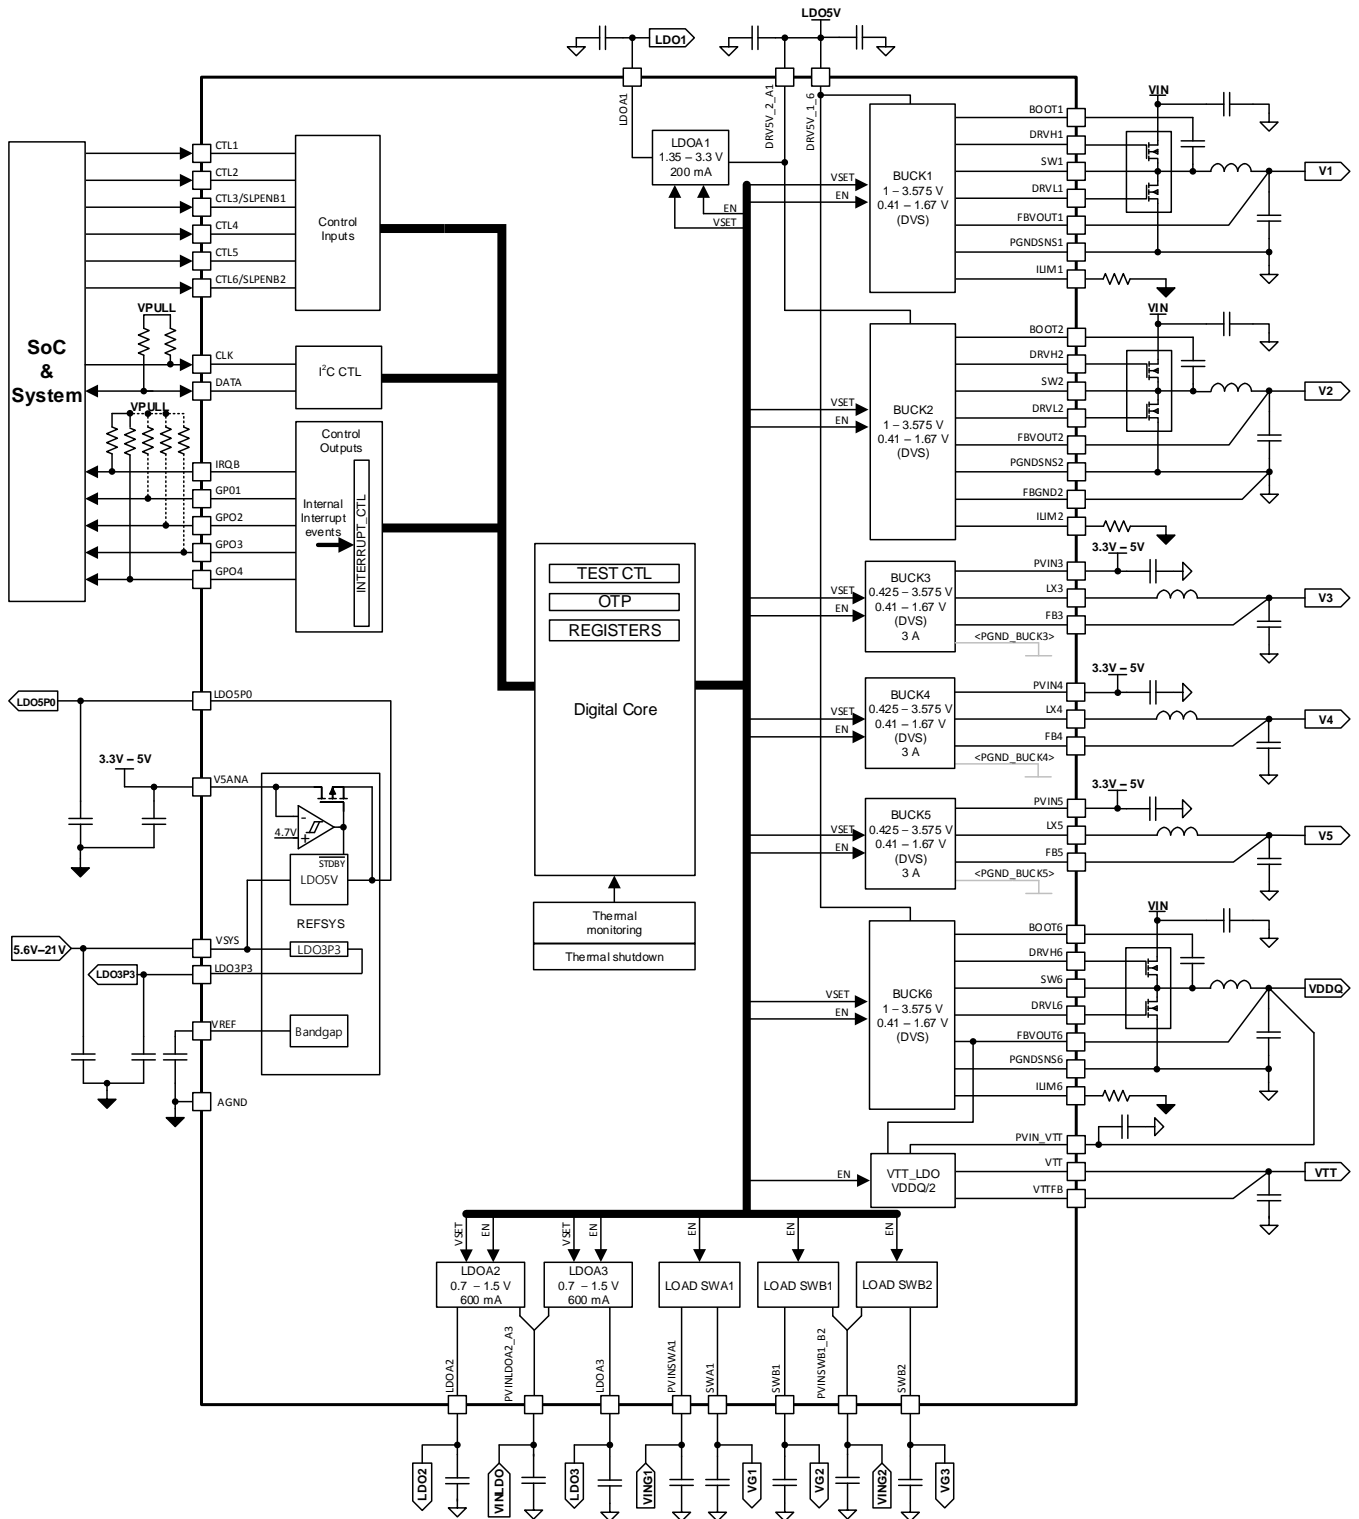 LDO5V
LDO1
LDOA1
DRV5V_2_A1
DRV5V_1_6
LDOA1
1.35 – 3.3 V
200 mA
EN
VSET
SoC
&
System
CTL1
CTL2
CTL3/SLPENB1
CTL4
CTL5
CTL6/SLPENB2
Control
Inputs
VPULL
CLK
DATA
I²C CTL
VPULL
IRQB
GPO1
GPO2
GPO3
GPO4
Control
Outputs
Internal
Interrupt
events
INTERRUPT_CTL
TEST CTL
OTP
REGISTERS
Digital Core
Thermal
monitoring
Thermal shutdown
LDO5P0
LDO5P0
3.3V – 5V
V5ANA
4.7V
-
+
STDBY
LDO5V
REFSYS
5.6V–21V
VSYS
LDO3P3
LDO3P3
LDO3P3
VREF
Bandgap
AGND
VSET
EN
BUCK1
1 – 3.575 V
0.41 – 1.67 V
(DVS)
BOOT1
DRVH1
SW1
DRVL1
FBVOUT1
PGNDSNS1
ILIM1
VIN
V1
VSET
EN
BUCK2
1 – 3.575 V
0.41 – 1.67 V
(DVS)
BOOT2
DRVH2
SW2
DRVL2
FBVOUT2
PGNDSNS2
FBGND2
ILIM2
VIN
V2
VSET
EN
BUCK3
0.425 – 3.575 V
0.41 – 1.67 V
(DVS)
3 A
PVIN3
LX3
FB3
<PGND_BUCK3>
3.3V – 5V
V3
VSET
EN
BUCK4
0.425 – 3.575 V
0.41 – 1.67 V
(DVS)
3 A
PVIN4
LX4
FB4
<PGND_BUCK4>
3.3V – 5V
V4
VSET
EN
BUCK5
0.425 – 3.575 V
0.41 – 1.67 V
(DVS)
3 A
PVIN5
LX5
FB5
<PGND_BUCK5>
3.3V – 5V
V5
VSET
EN
BUCK6
1 – 3.575 V
0.41 – 1.67 V
(DVS)
BOOT6
DRVH6
SW6
DRVL6
FBVOUT6
PGNDSNS6
ILIM6
VIN
VDDQ
EN
VTT_LDO
VDDQ/2
PVIN_VTT
VTT
VTTFB
VTT
VSET
EN
VSET
EN
EN
EN
EN
LDOA2
0.7 – 1.5 V
600 mA
LDOA3
0.7 – 1.5 V
600 mA
LOAD SWA1
LOAD SWB1
LOAD SWB2
LDOA2
PVINLDOA2_A3
LDOA3
PVINSWA1
SWA1
SWB1
PVINSWB1_B2
SWB2
LDO2
VINLDO
LDO3
VING1
VG1
VG2
VING2
VG3